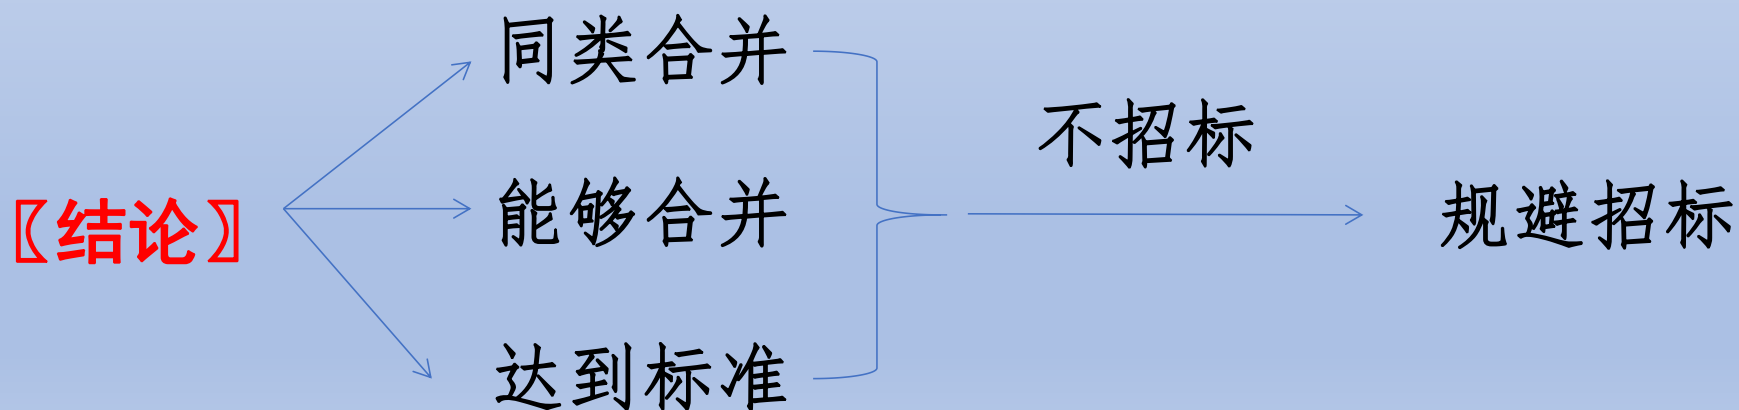 同类合并
不招标
能够合并
〖结论〗
规避招标
达到标准